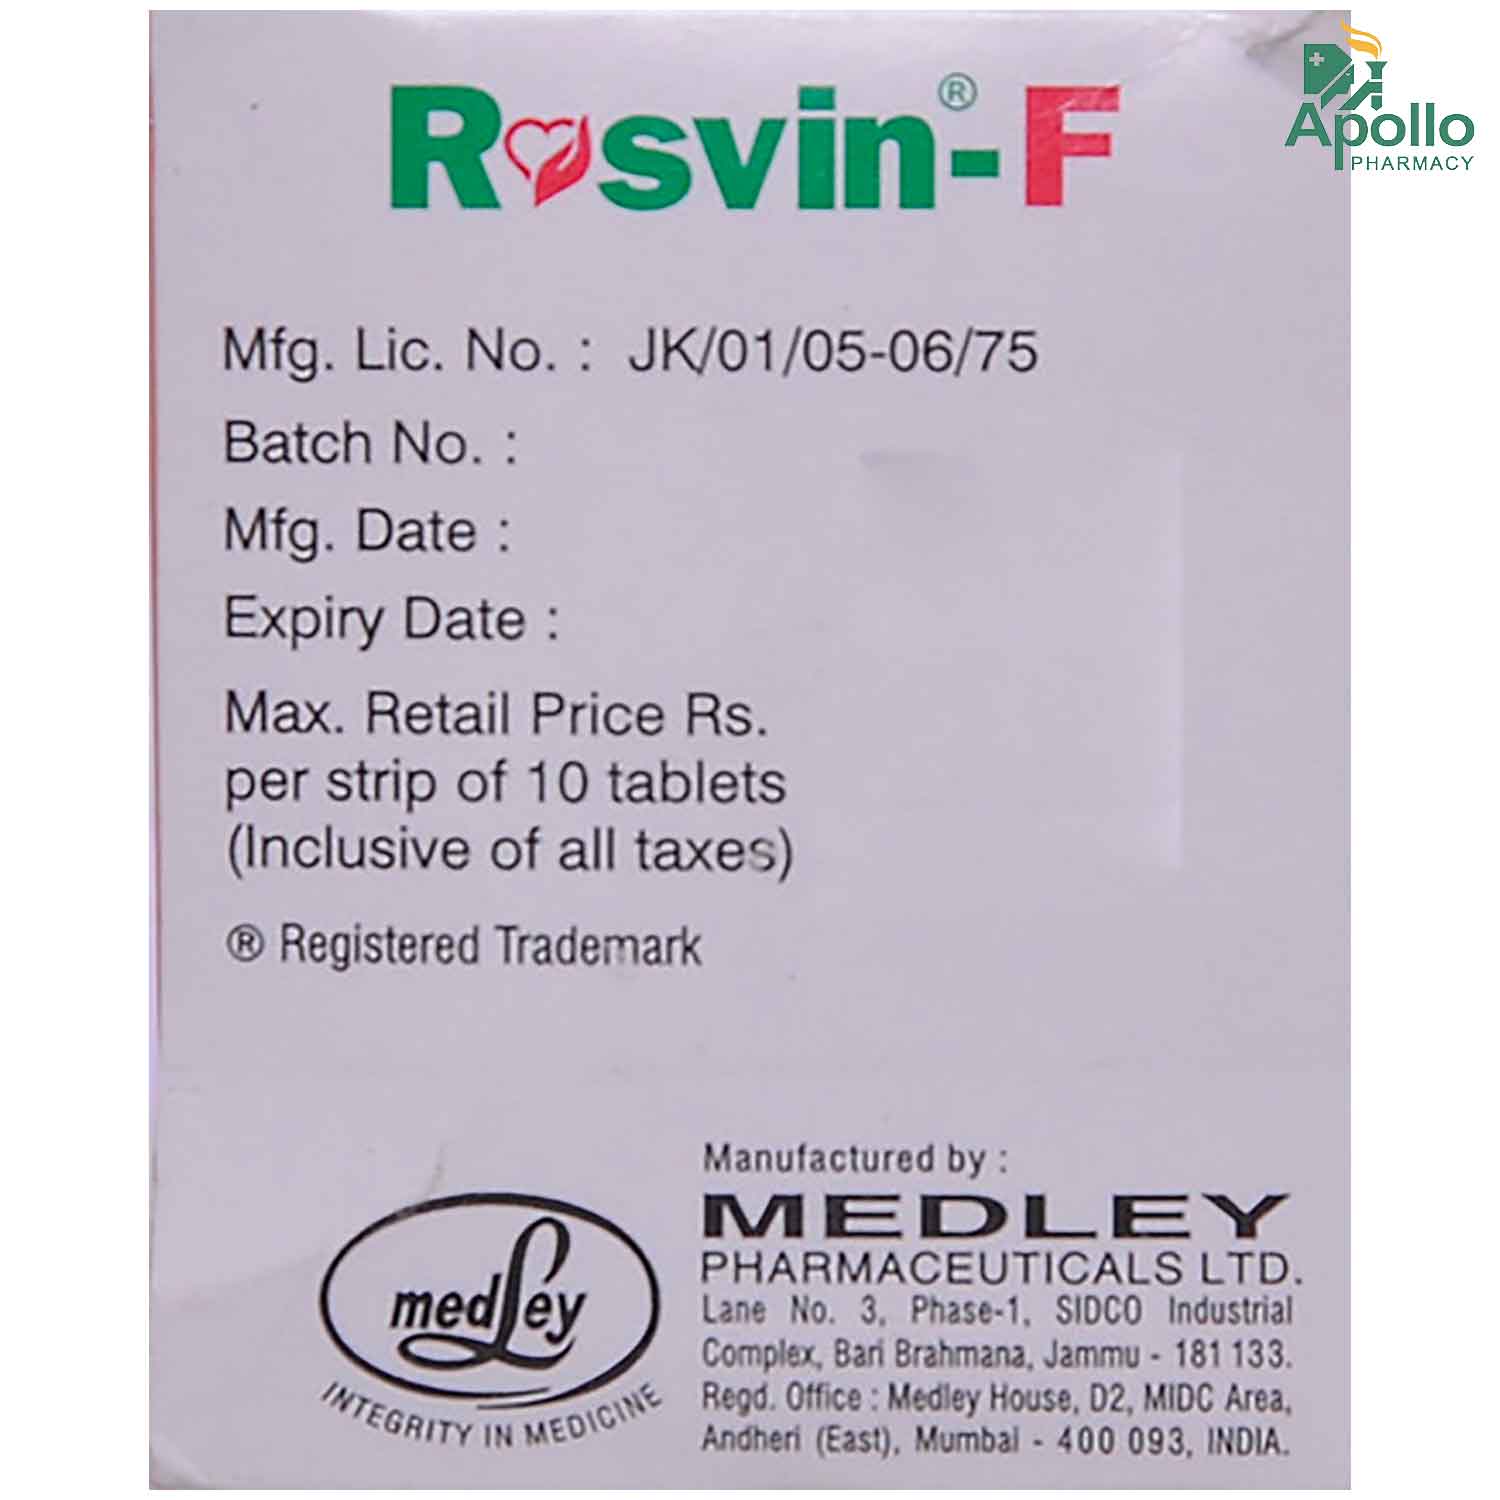 Rosvin®-F
Apollo
PHARMACY
Mfg. Lic. No. : JK/01/05-06/75
Batch No. :
Mfg. Date :
Expiry Date :
Max. Retail Price Rs.
per strip of 10 tablets
(Inclusive of all taxes)
® Registered Trademark
Manufactured by :
MEDLEY
PHARMACEUTICALS LTD.
Lane No. 3, Phase-1, SIDCO Industrial
Complex, Bari Brahmana, Jammu - 181 133.
Regd. Office : Medley House, D2, MIDC Area,
Andheri (East), Mumbai - 400 093, INDIA.
medley
INTEGRITY IN MEDICINE